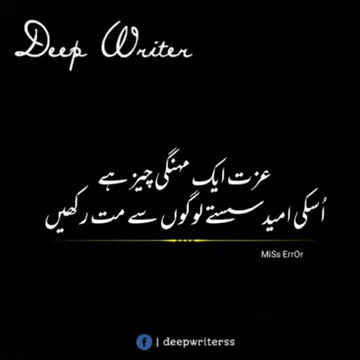 Deep Writer
عزت ایک مہنگی چیز ہے
اُسکی امید سستے لوگوں سے مت رکھیں
MiSs ErrOr
f | deepwriterss